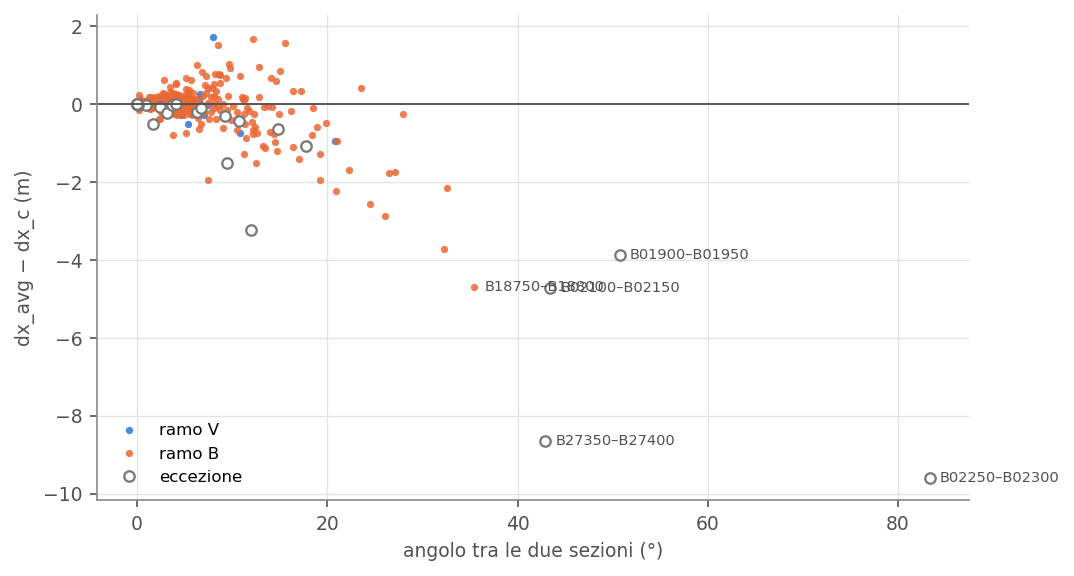 2
0
−2
−4
−6
−8
−10
0
20
40
60
80
dx_avg − dx_c (m)
angolo tra le due sezioni (°)
B01900–B01950
B18750–B18800
B02100–B02150
B27350–B27400
B02250–B02300
ramo V
ramo B
eccezione